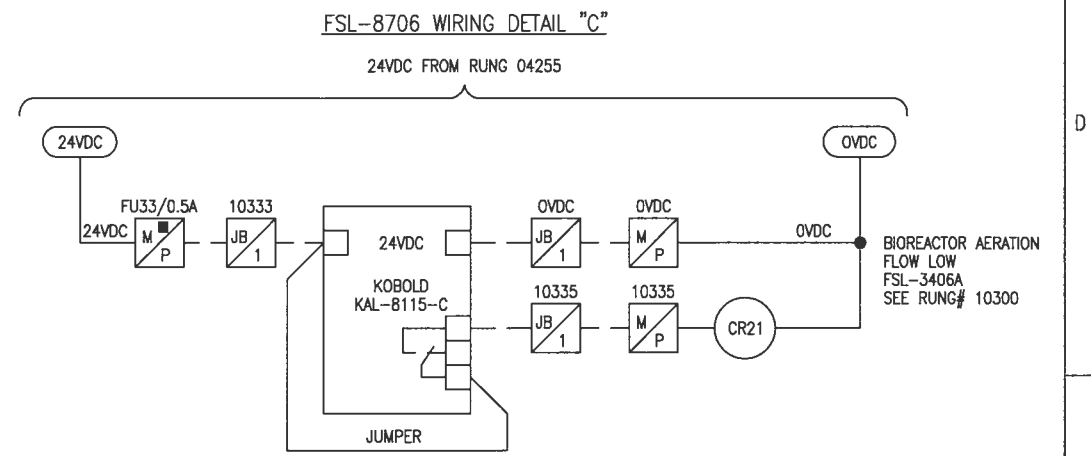 FSL-8706 WIRING DETAIL "C"
24VDC FROM RUNG 04255
D
24VDC
0VDC
FU33/0.5A
10333
0VDC
0VDC
24VDC
M
P
JB
1
24VDC
JB
1
M
P
0VDC
BIOREACTOR AERATION
FLOW LOW
FSL-3406A
SEE RUNG# 10300
KOBOLD
KAL-8115-C
10335
10335
JB
1
M
P
CR21
JUMPER